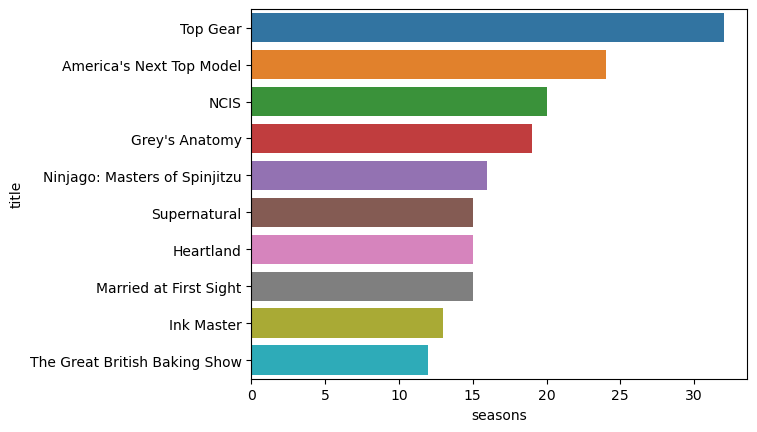 Top Gear
America's Next Top Model
NCIS
Grey's Anatomy
Ninjago: Masters of Spinjitzu
Supernatural
Heartland
Married at First Sight
Ink Master
The Great British Baking Show
title
0 5 10 15 20 25 30
seasons